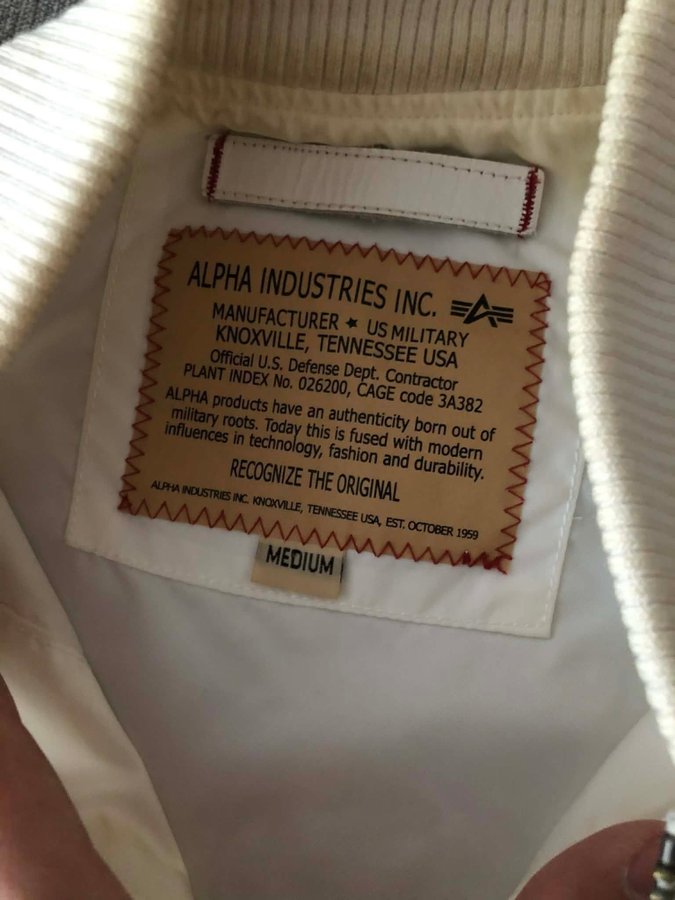 ALPHA INDUSTRIES INC.
MANUFACTURER ★ US MILITARY
KNOXVILLE, TENNESSEE USA
Official U.S. Defense Dept. Contractor
PLANT INDEX No. 026200, CAGE code 3A382
ALPHA products have an authenticity born out of
military roots. Today this is fused with modern
influences in technology, fashion and durability.
RECOGNIZE THE ORIGINAL
ALPHA INDUSTRIES INC. KNOXVILLE, TENNESSEE USA, EST. OCTOBER 1959
MEDIUM